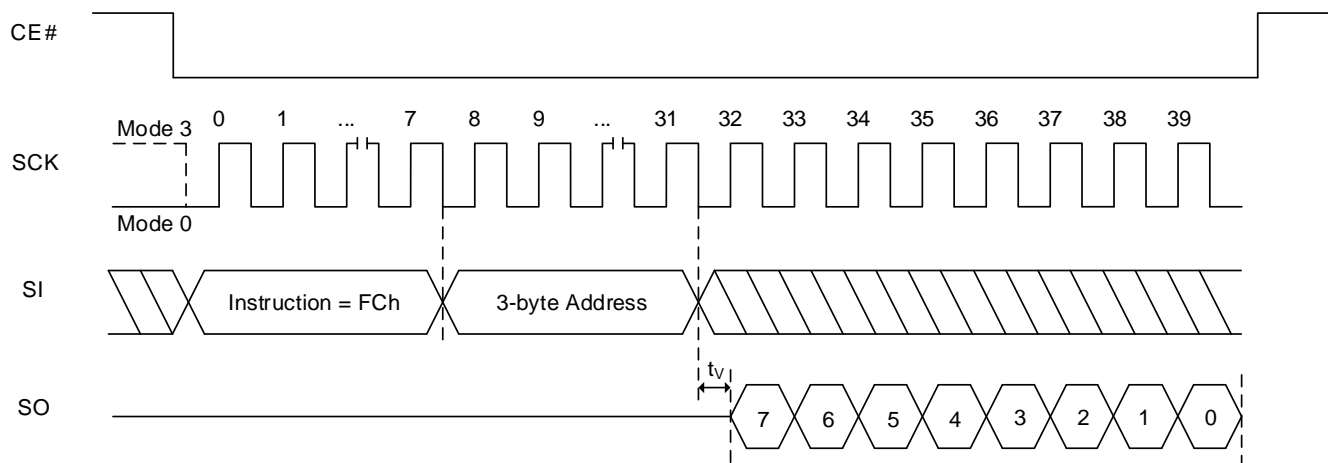 CE#
0 1 ... 7 8 9 ... 31 32 33 34 35 36 37 38 39
Mode 3
SCK
Mode 0
SI
Instruction = FCh
3-byte Address
tV
SO
7 6 5 4 3 2 1 0